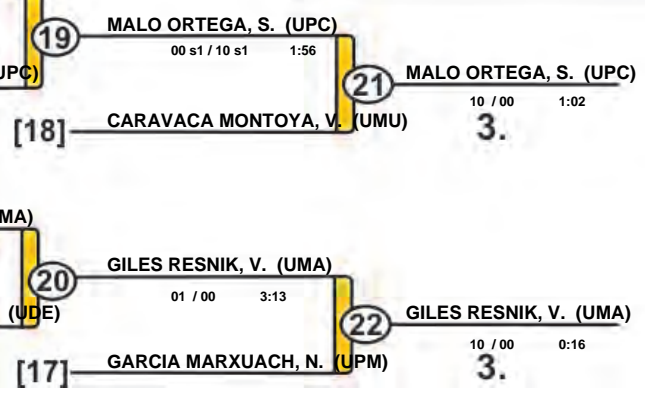 19
MALO ORTEGA, S. (UPC)
00 s1 / 10 s1 1:56
UPC)
21
MALO ORTEGA, S. (UPC)
10 / 00 1:02
3.
[18]
CARAVACA MONTOYA, V. (UMU)
MA)
20
GILES RESNIK, V. (UMA)
01 / 00 3:13
(UDE)
22
GILES RESNIK, V. (UMA)
10 / 00 0:16
3.
[17]
GARCIA MARXUACH, N. (UPM)